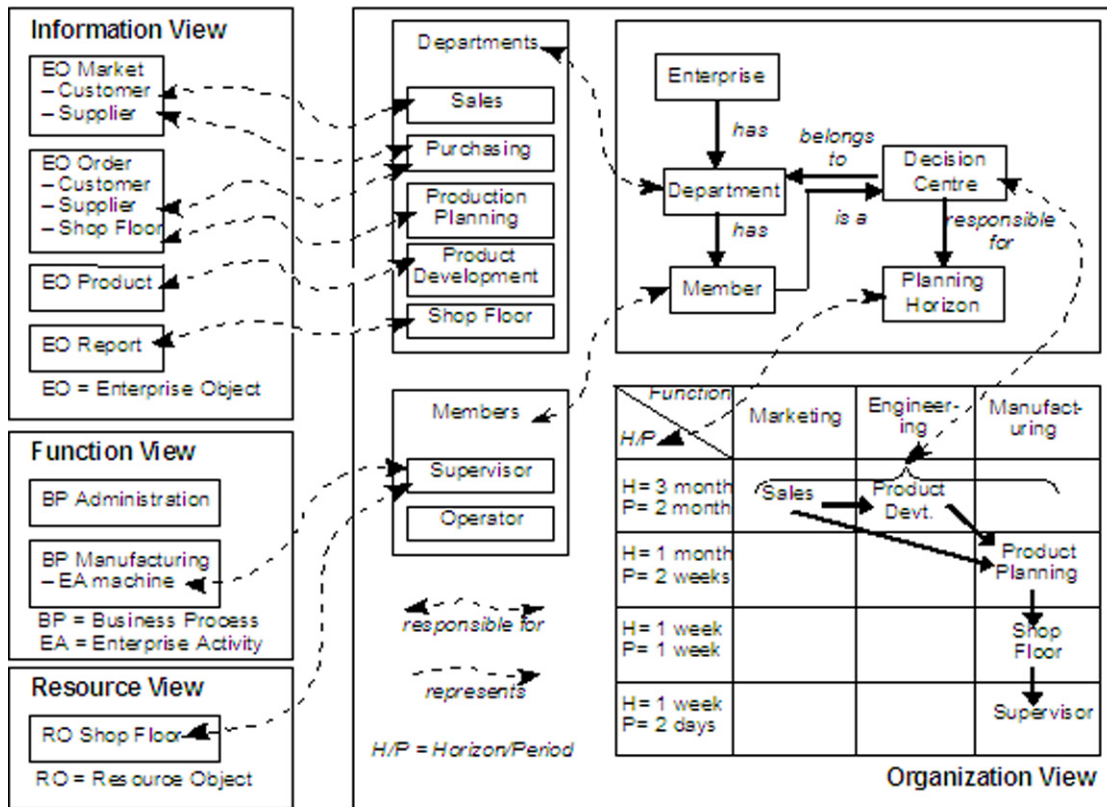 Information View
EO Market
– Customer
– Supplier
EO Order
– Customer
– Supplier
– Shop Floor
EO Product
EO Report
EO = Enterprise Object
Function View
BP Administration
BP Manufacturing
– EA machine
BP = Business Process
EA = Enterprise Activity
Resource View
RO Shop Floor
RO = Resource Object
Departments
Sales
Purchasing
Production
Planning
Product
Development
Shop Floor
Members
Supervisor
Operator
responsible for
represents
H/P = Horizon/Period
Enterprise
has
belongs
to
Decision
Centre
Department
is a
responsible
for
has
Member
Planning
Horizon
Function
H/P
Marketing
Engineer-
ing
Manufact-
uring
H= 3 month
P= 2 month
Sales
Product
Devt.
H= 1 month
P= 2 weeks
Product
Planning
H= 1 week
P= 1 week
Shop
Floor
H= 1 week
P= 2 days
Supervisor
Organization View